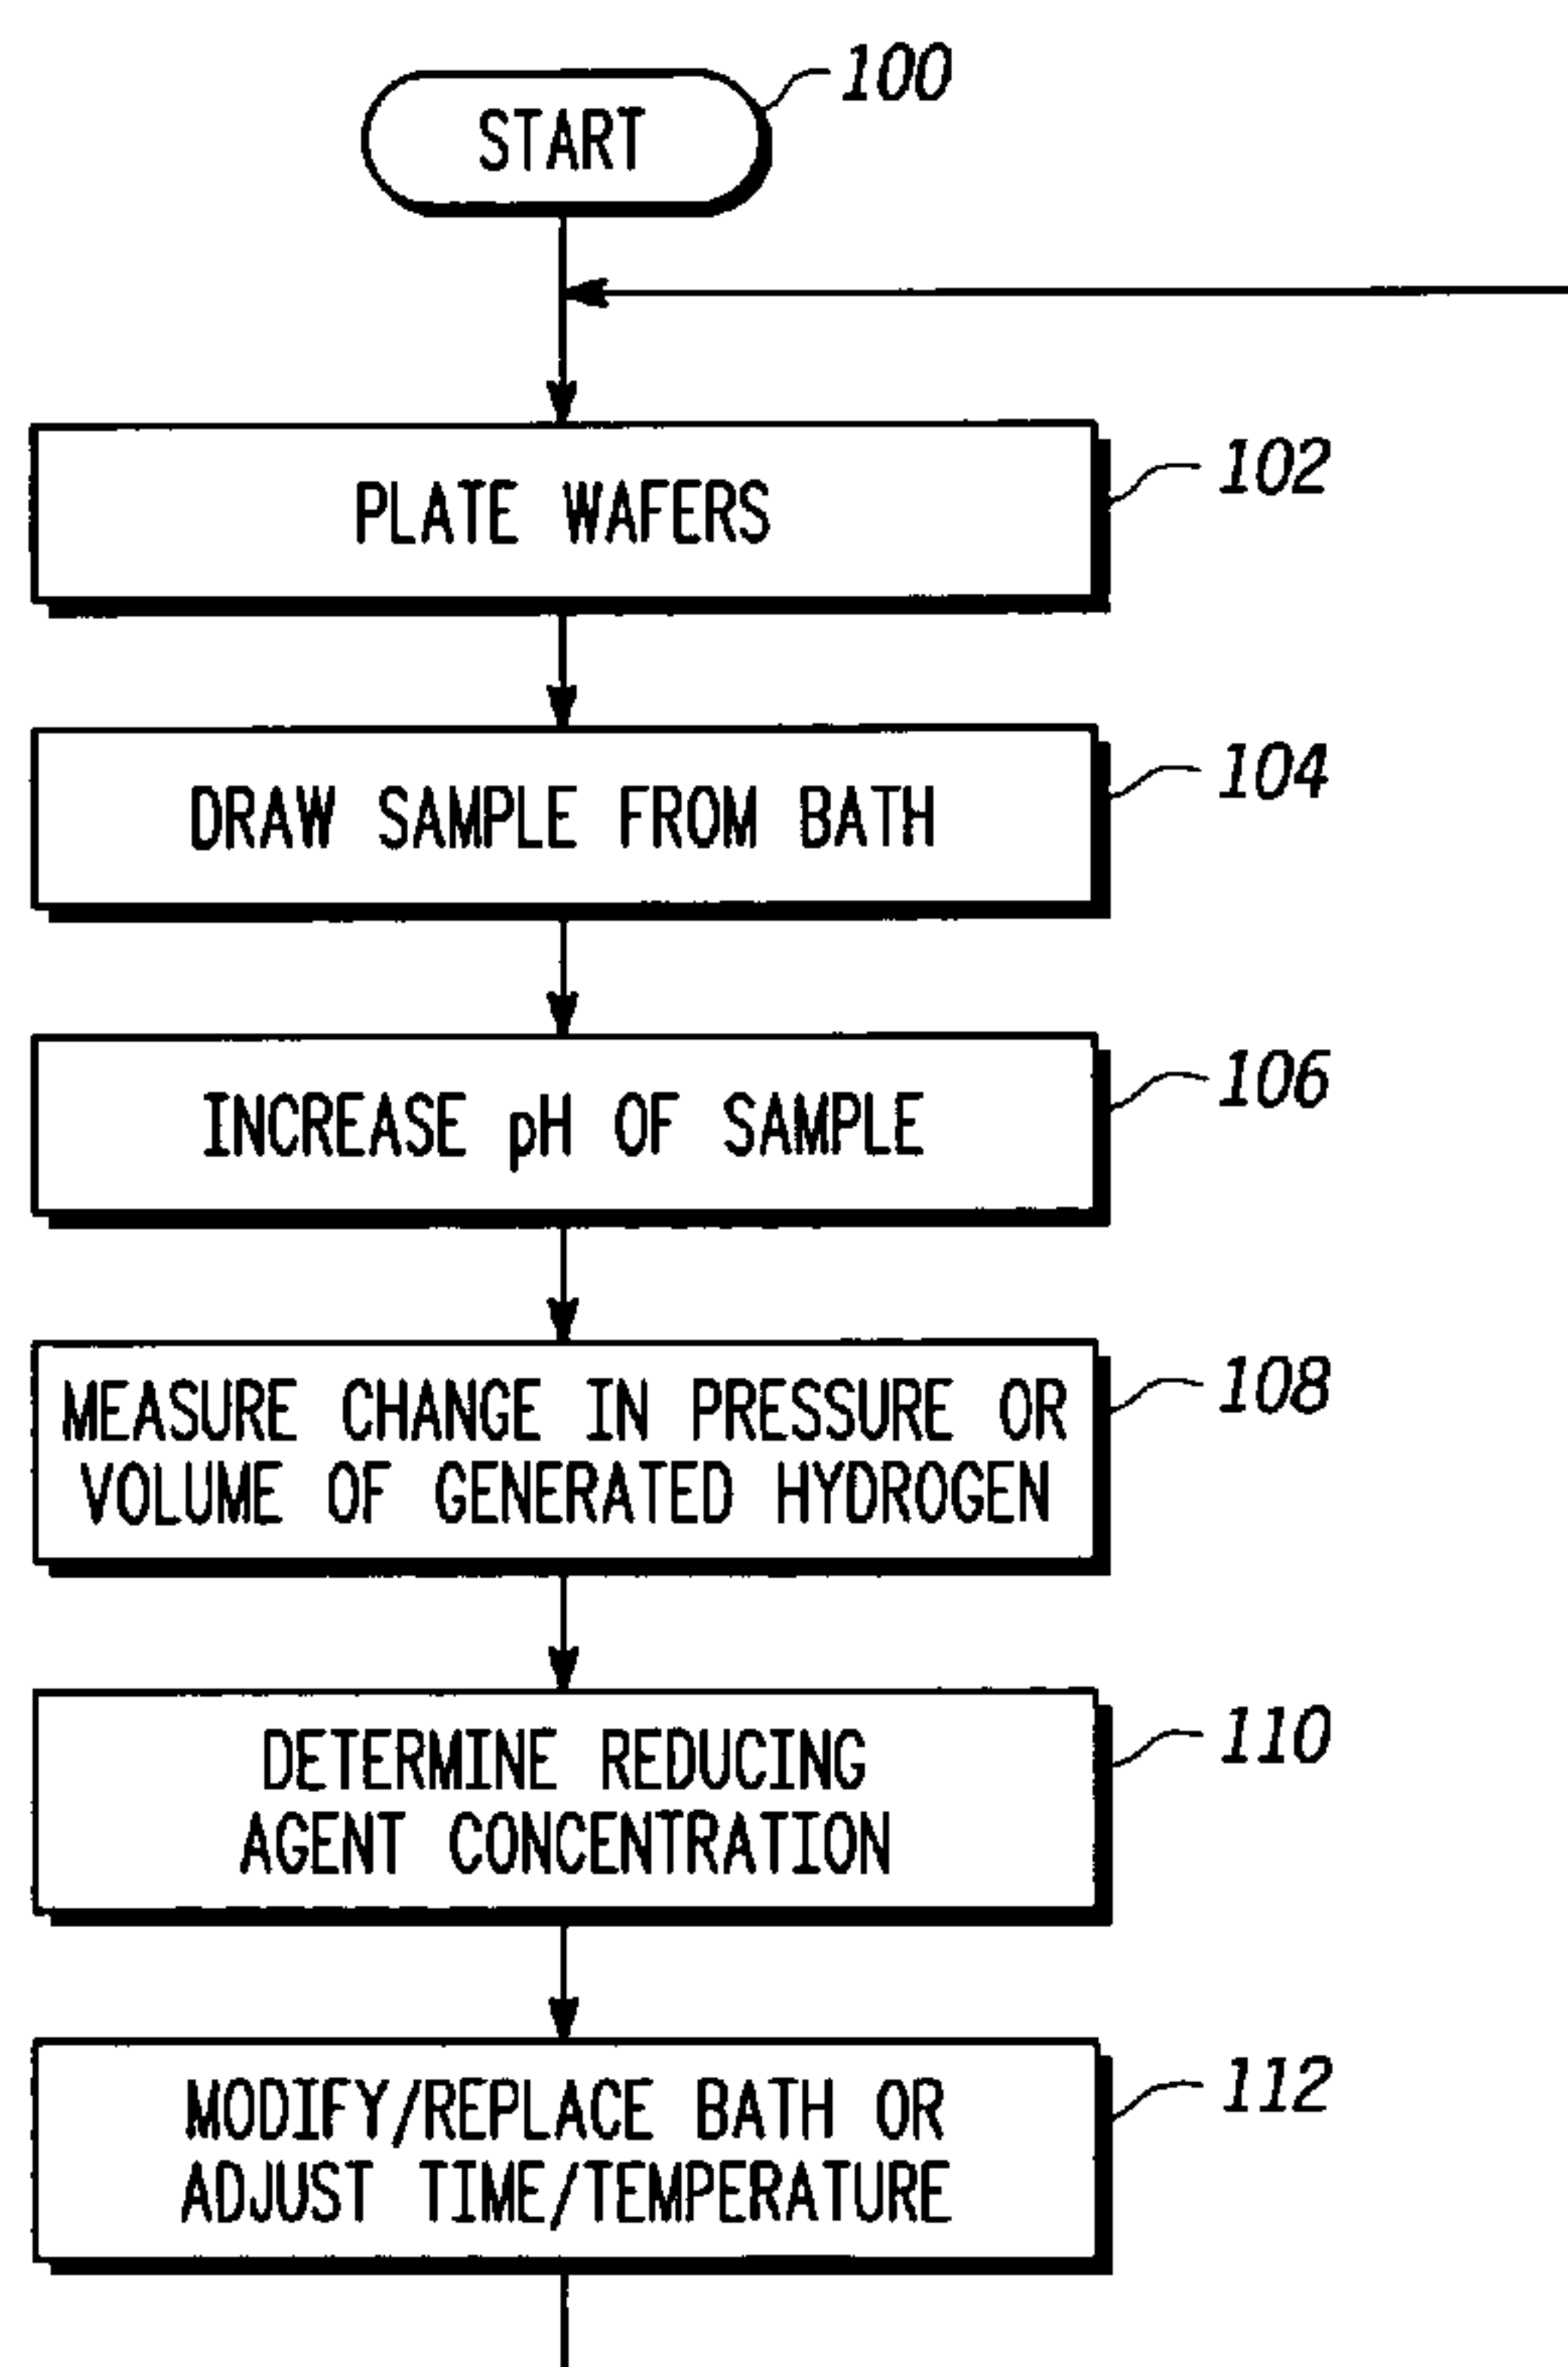 START
100
PLATE WAFERS
102
DRAW SAMPLE FROM BATH
104
INCREASE pH OF SAMPLE
106
MEASURE CHANGE IN PRESSURE OR
VOLUME OF GENERATED HYDROGEN
108
DETERMINE REDUCING
AGENT CONCENTRATION
110
MODIFY/REPLACE BATH OR
ADJUST TIME/TEMPERATURE
112